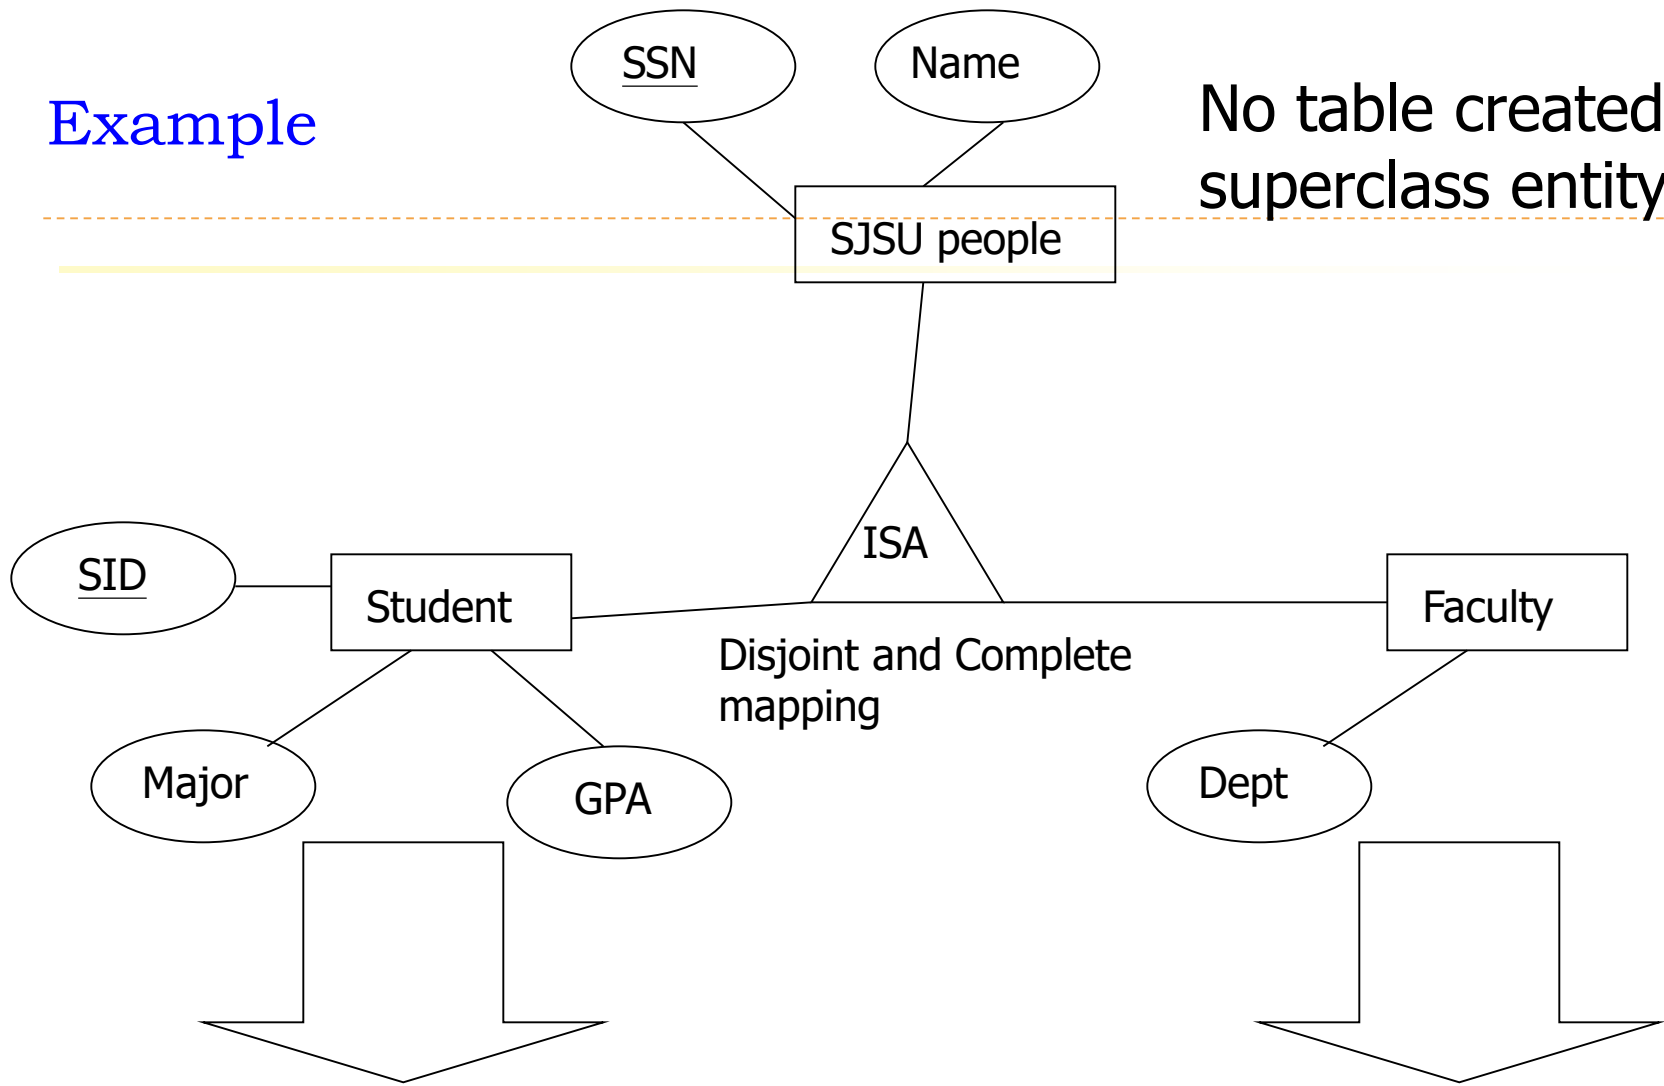 SSN
Name
Example
No table created
superclass entity
SJSU people
ISA
SID
Student
Faculty
Disjoint and Complete
mapping
Major
GPA
Dept